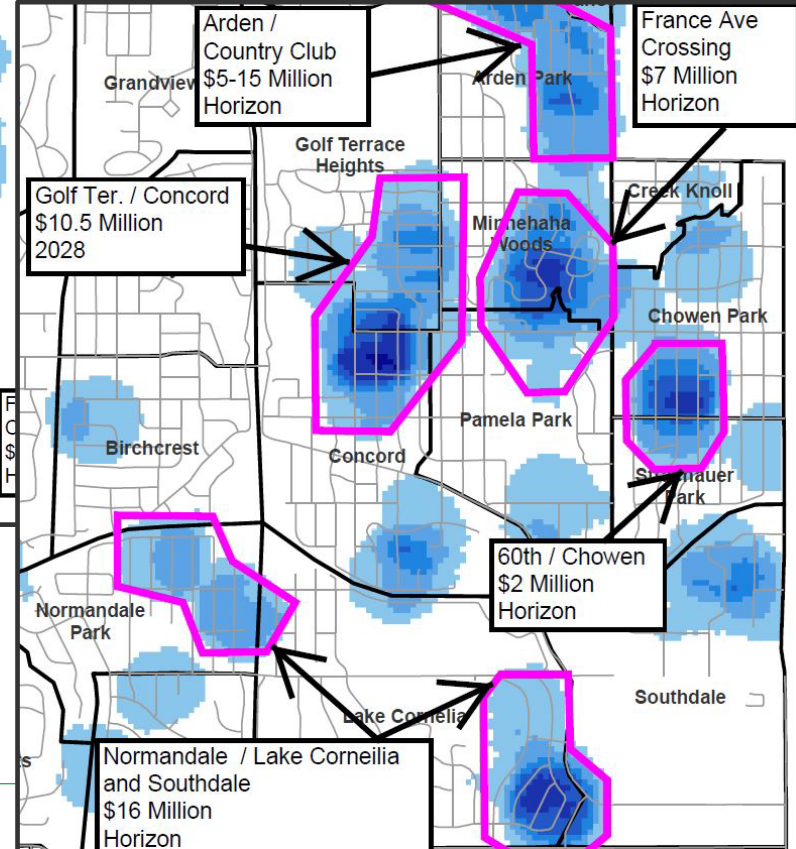 Arden /
Country Club
$5-15 Million
Horizon
France Ave
Crossing
$7 Million
Horizon
Grandview
Arden Park
Golf Terrace
Heights
Golf Ter. / Concord
$10.5 Million
2028
Creek Knoll
Minnehaha
Woods
Chowen Park
F
C
$
H
Birchcrest
Pamela Park
Concord
Park
60th / Chowen
$2 Million
Horizon
Normandale
Park
Southdale
Lake Cornelia
s
Normandale / Lake Corneilia
and Southdale
$16 Million
Horizon